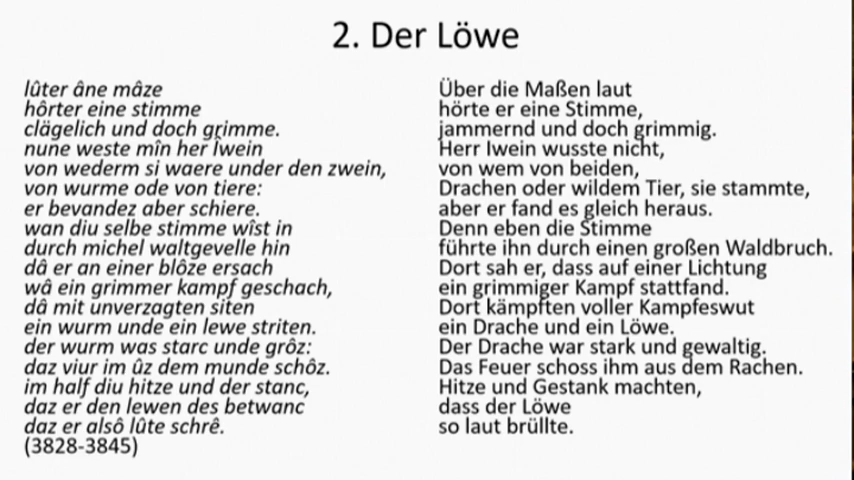 2. Der Löwe
lûter âne mâze
hôrter eine stimme
clägelich und doch grimme.
nune weste mîn her Îwein
von wederm si waere under den zwein,
von wurme ode von tiere:
er bevandez aber schiere.
wan diu selbe stimme wîst in
durch michel waltgevelle hin
dâ er an einer blôze ersach
wâ ein grimmer kampf geschach,
dâ mit unverzagten siten
ein wurm unde ein lewe striten.
der wurm was starc unde grôz:
daz viur im ûz dem munde schôz.
im half diu hitze und der stanc,
daz er den lewen des betwanc
daz er alsô lûte schrê.
(3828-3845)
Über die Maßen laut
hörte er eine Stimme,
jammernd und doch grimmig.
Herr Iwein wusste nicht,
von wem von beiden,
Drachen oder wildem Tier, sie stammte,
aber er fand es gleich heraus.
Denn eben die Stimme
führte ihn durch einen großen Waldbruch.
Dort sah er, dass auf einer Lichtung
ein grimmiger Kampf stattfand.
Dort kämpften voller Kampfeswut
ein Drache und ein Löwe.
Der Drache war stark und gewaltig.
Das Feuer schoss ihm aus dem Rachen.
Hitze und Gestank machten,
dass der Löwe
so laut brüllte.